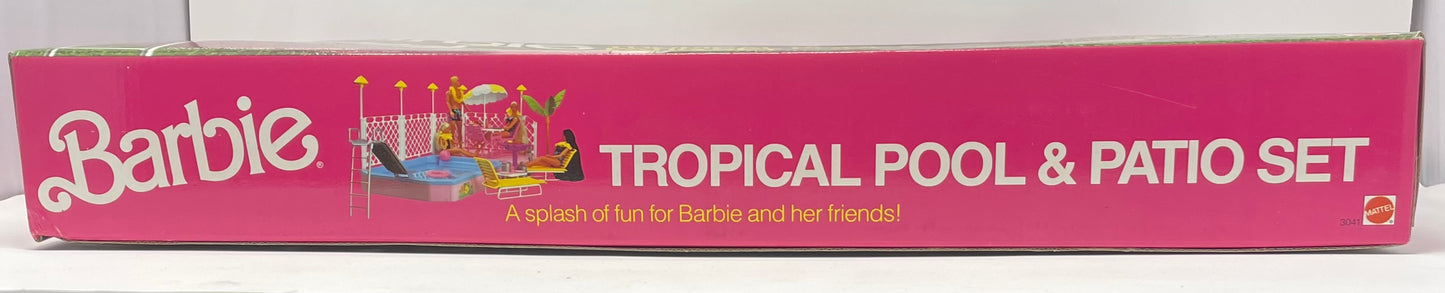 Barbie®
TROPICAL POOL & PATIO SET
A splash of fun for Barbie and her friends!
3041
MATTEL